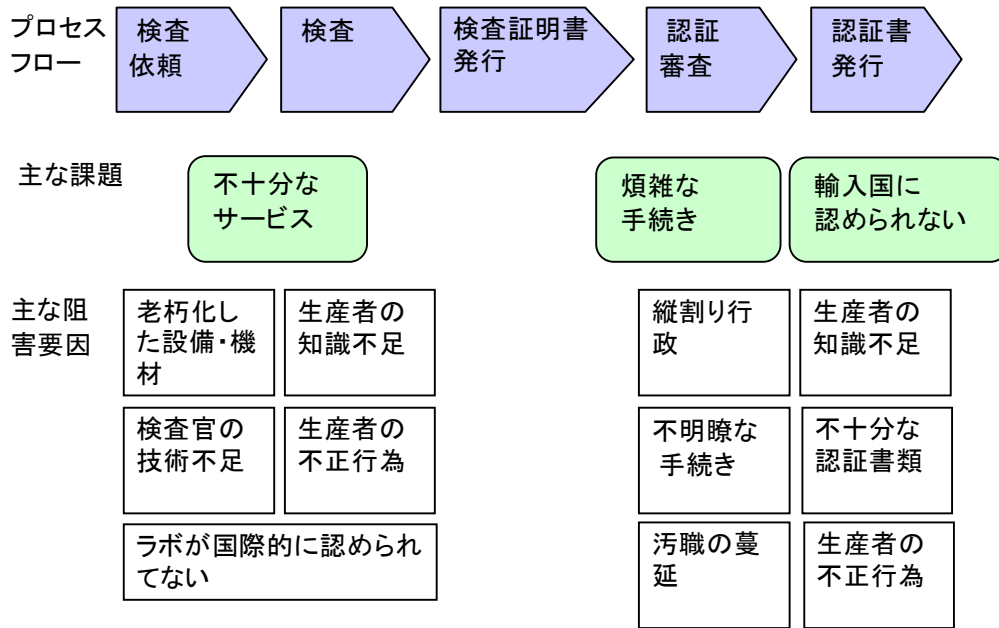 プロセス
フロー
検査
依頼
検査
検査証明書
発行
認証
審査
認証書
発行
主な課題
不十分な
サービス
煩雑な
手続き
輸入国に
認められない
主な阻
害要因
老朽化し
た設備・機
材
生産者の
知識不足
縦割り行
政
生産者の
知識不足
検査官の
技術不足
生産者の
不正行為
不明瞭な
手続き
不十分な
認証書類
ラボが国際的に認められ
てない
汚職の蔓
延
生産者の
不正行為